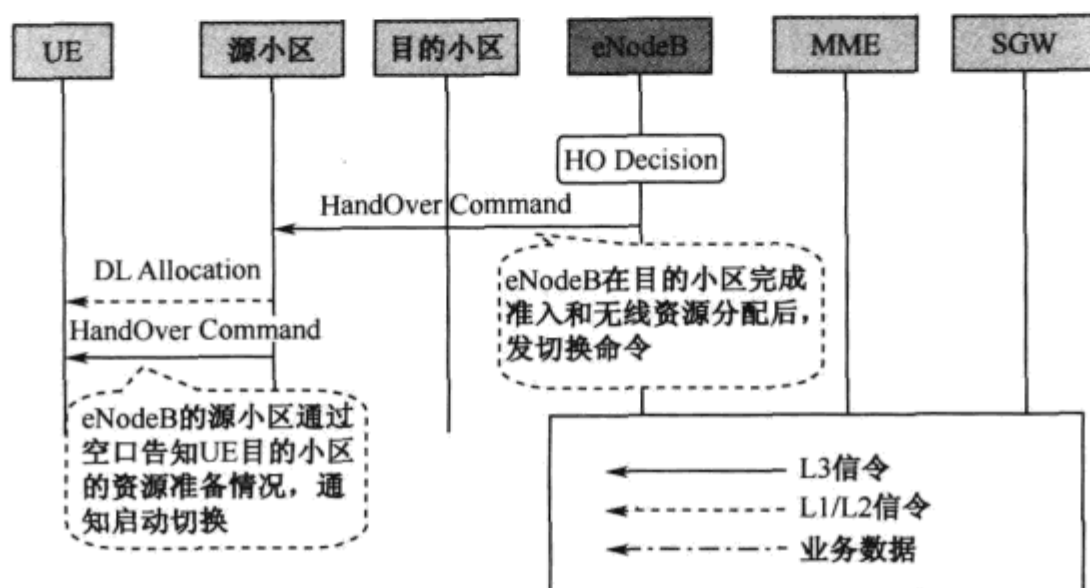 UE
源小区
目的小区
eNodeB
MME
SGW
HO Decision
HandOver Command
DL Allocation
HandOver Command
eNodeB在目的小区完成
准入和无线资源分配后，
发切换命令
eNodeB的源小区通过
空口告知UE目的小区
的资源准备情况，通
知启动切换
L3信令
L1/L2信令
业务数据